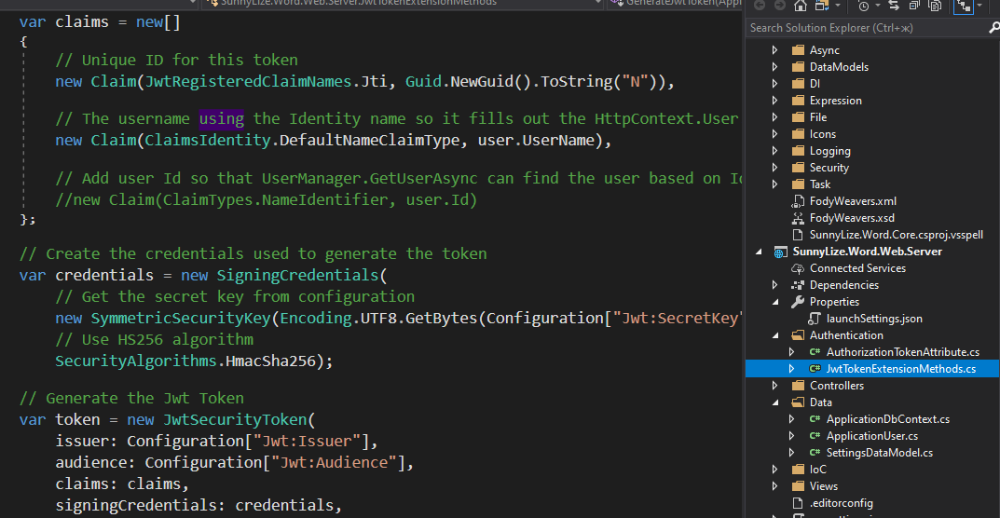 SunnyLize.Word.Web.Server.JwtTokenExtensionMethods
GenerateJwtToken(Appl
var claims = new[]
{
// Unique ID for this token
new Claim(JwtRegisteredClaimNames.Jti, Guid.NewGuid().ToString("N")),
// The username using the Identity name so it fills out the HttpContext.User
new Claim(ClaimsIdentity.DefaultNameClaimType, user.UserName),
// Add user Id so that UserManager.GetUserAsync can find the user based on Id
//new Claim(ClaimTypes.NameIdentifier, user.Id)
};
// Create the credentials used to generate the token
var credentials = new SigningCredentials(
// Get the secret key from configuration
new SymmetricSecurityKey(Encoding.UTF8.GetBytes(Configuration["Jwt:SecretKey"
// Use HS256 algorithm
SecurityAlgorithms.HmacSha256);
// Generate the Jwt Token
var token = new JwtSecurityToken(
issuer: Configuration["Jwt:Issuer"],
audience: Configuration["Jwt:Audience"],
claims: claims,
signingCredentials: credentials,
Search Solution Explorer (Ctrl+ж)
Async
DataModels
DI
Expression
File
Icons
Logging
Security
Task
FodyWeavers.xml
FodyWeavers.xsd
SunnyLize.Word.Core.csproj.vsspell
SunnyLize.Word.Web.Server
Connected Services
Dependencies
Properties
launchSettings.json
Authentication
C# AuthorizationTokenAttribute.cs
C# JwtTokenExtensionMethods.cs
Controllers
Data
C# ApplicationDbContext.cs
C# ApplicationUser.cs
C# SettingsDataModel.cs
IoC
Views
.editorconfig